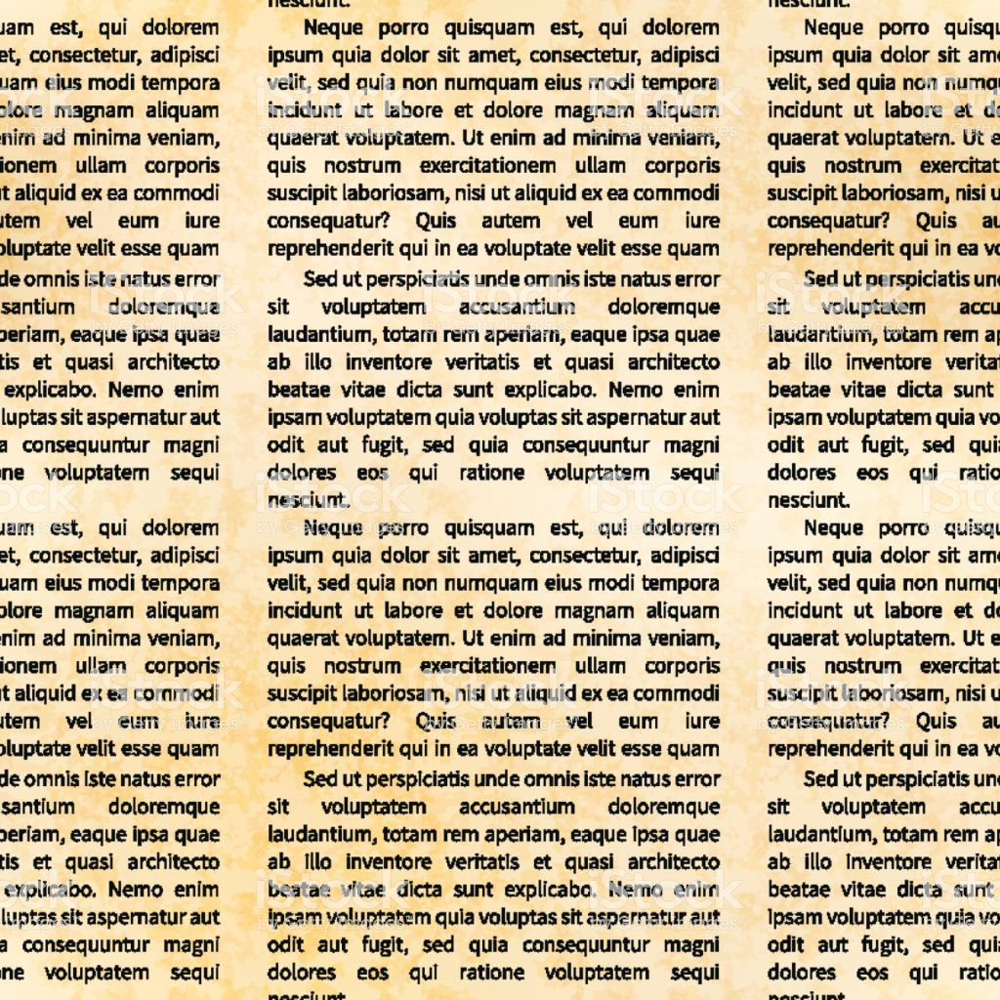 uam est, qui dolorem
et, consectetur, adipisci
uam eius modi tempora
olore magnam aliquam
enim ad minima veniam,
ionem ullam corporis
ut aliquid ex ea commodi
utem vel eum iure
oluptate velit esse quam
de omnis iste natus error
santium doloremque
periam, eaque ipsa quae
tis et quasi architecto
explicabo. Nemo enim
luptas sit aspernatur aut
a consequuntur magni
one voluptatem sequi
uam est, qui dolorem
et, consectetur, adipisci
uam eius modi tempora
olore magnam aliquam
enim ad minima veniam,
ionem ullam corporis
ut aliquid ex ea commodi
utem vel eum iure
oluptate velit esse quam
de omnis iste natus error
santium doloremque
periam, eaque ipsa quae
tis et quasi architecto
explicabo. Nemo enim
luptas sit aspernatur aut
a consequuntur magni
one voluptatem sequi
nesciunt.
Neque porro quisquam est, qui dolorem
ipsum quia dolor sit amet, consectetur, adipisci
velit, sed quia non numquam eius modi tempora
incidunt ut labore et dolore magnam aliquam
quaerat voluptatem. Ut enim ad minima veniam,
quis nostrum exercitationem ullam corporis
suscipit laboriosam, nisi ut aliquid ex ea commodi
consequatur? Quis autem vel eum iure
reprehenderit qui in ea voluptate velit esse quam
Sed ut perspiciatis unde omnis iste natus error
sit voluptatem accusantium doloremque
laudantium, totam rem aperiam, eaque ipsa quae
ab illo inventore veritatis et quasi architecto
beatae vitae dicta sunt explicabo. Nemo enim
ipsam voluptatem quia voluptas sit aspernatur aut
odit aut fugit, sed quia consequuntur magni
dolores eos qui ratione voluptatem sequi
nesciunt.
Neque porro quisquam est, qui dolorem
ipsum quia dolor sit amet, consectetur, adipisci
velit, sed quia non numquam eius modi tempora
incidunt ut labore et dolore magnam aliquam
quaerat voluptatem. Ut enim ad minima veniam,
quis nostrum exercitationem ullam corporis
suscipit laboriosam, nisi ut aliquid ex ea commodi
consequatur? Quis autem vel eum iure
reprehenderit qui in ea voluptate velit esse quam
Sed ut perspiciatis unde omnis iste natus error
sit voluptatem accusantium doloremque
laudantium, totam rem aperiam, eaque ipsa quae
ab illo inventore veritatis et quasi architecto
beatae vitae dicta sunt explicabo. Nemo enim
ipsam voluptatem quia voluptas sit aspernatur aut
odit aut fugit, sed quia consequuntur magni
dolores eos qui ratione voluptatem sequi
nesciunt.
nesciunt.
Neque porro quisqu
ipsum quia dolor sit ame
velit, sed quia non numq
incidunt ut labore et do
quaerat voluptatem. Ut e
quis nostrum exercitat
suscipit laboriosam, nisi u
consequatur? Quis au
reprehenderit qui in ea vo
Sed ut perspiciatis und
sit voluptatem accu
laudantium, totam rem ap
ab illo inventore veritat
beatae vitae dicta sunt
ipsam voluptatem quia vo
odit aut fugit, sed quia
dolores eos qui ratio
nesciunt.
Neque porro quisqu
ipsum quia dolor sit ame
velit, sed quia non numq
incidunt ut labore et do
quaerat voluptatem. Ut e
quis nostrum exercitat
suscipit laboriosam, nisi u
consequatur? Quis au
reprehenderit qui in ea vo
Sed ut perspiciatis und
sit voluptatem accu
laudantium, totam rem ap
ab illo inventore veritat
beatae vitae dicta sunt
ipsam voluptatem quia vo
odit aut fugit, sed quia
dolores eos qui ratio
nesciunt.